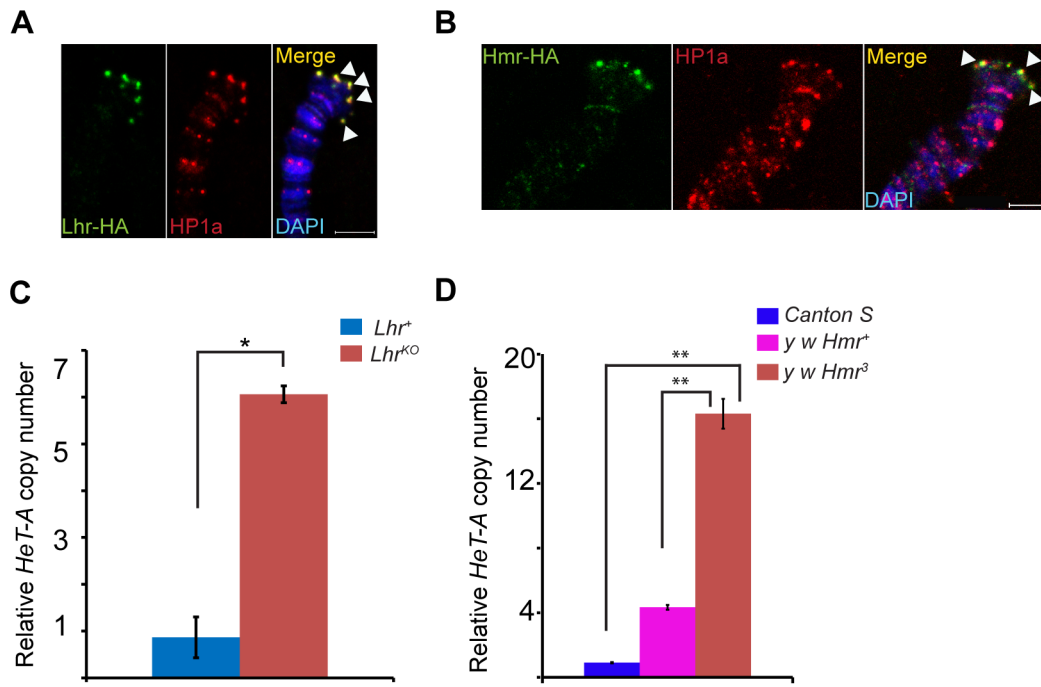 A
Lhr-HA
HP1a
Merge
DAPI
B
Hmr-HA
HP1a
Merge
DAPI
C
Lhr+
LhrKO
*
Relative HeT-A copy number
7
5
3
1
D
Canton S
y w Hmr+
y w Hmr3
**
**
Relative HeT-A copy number
20
12
4